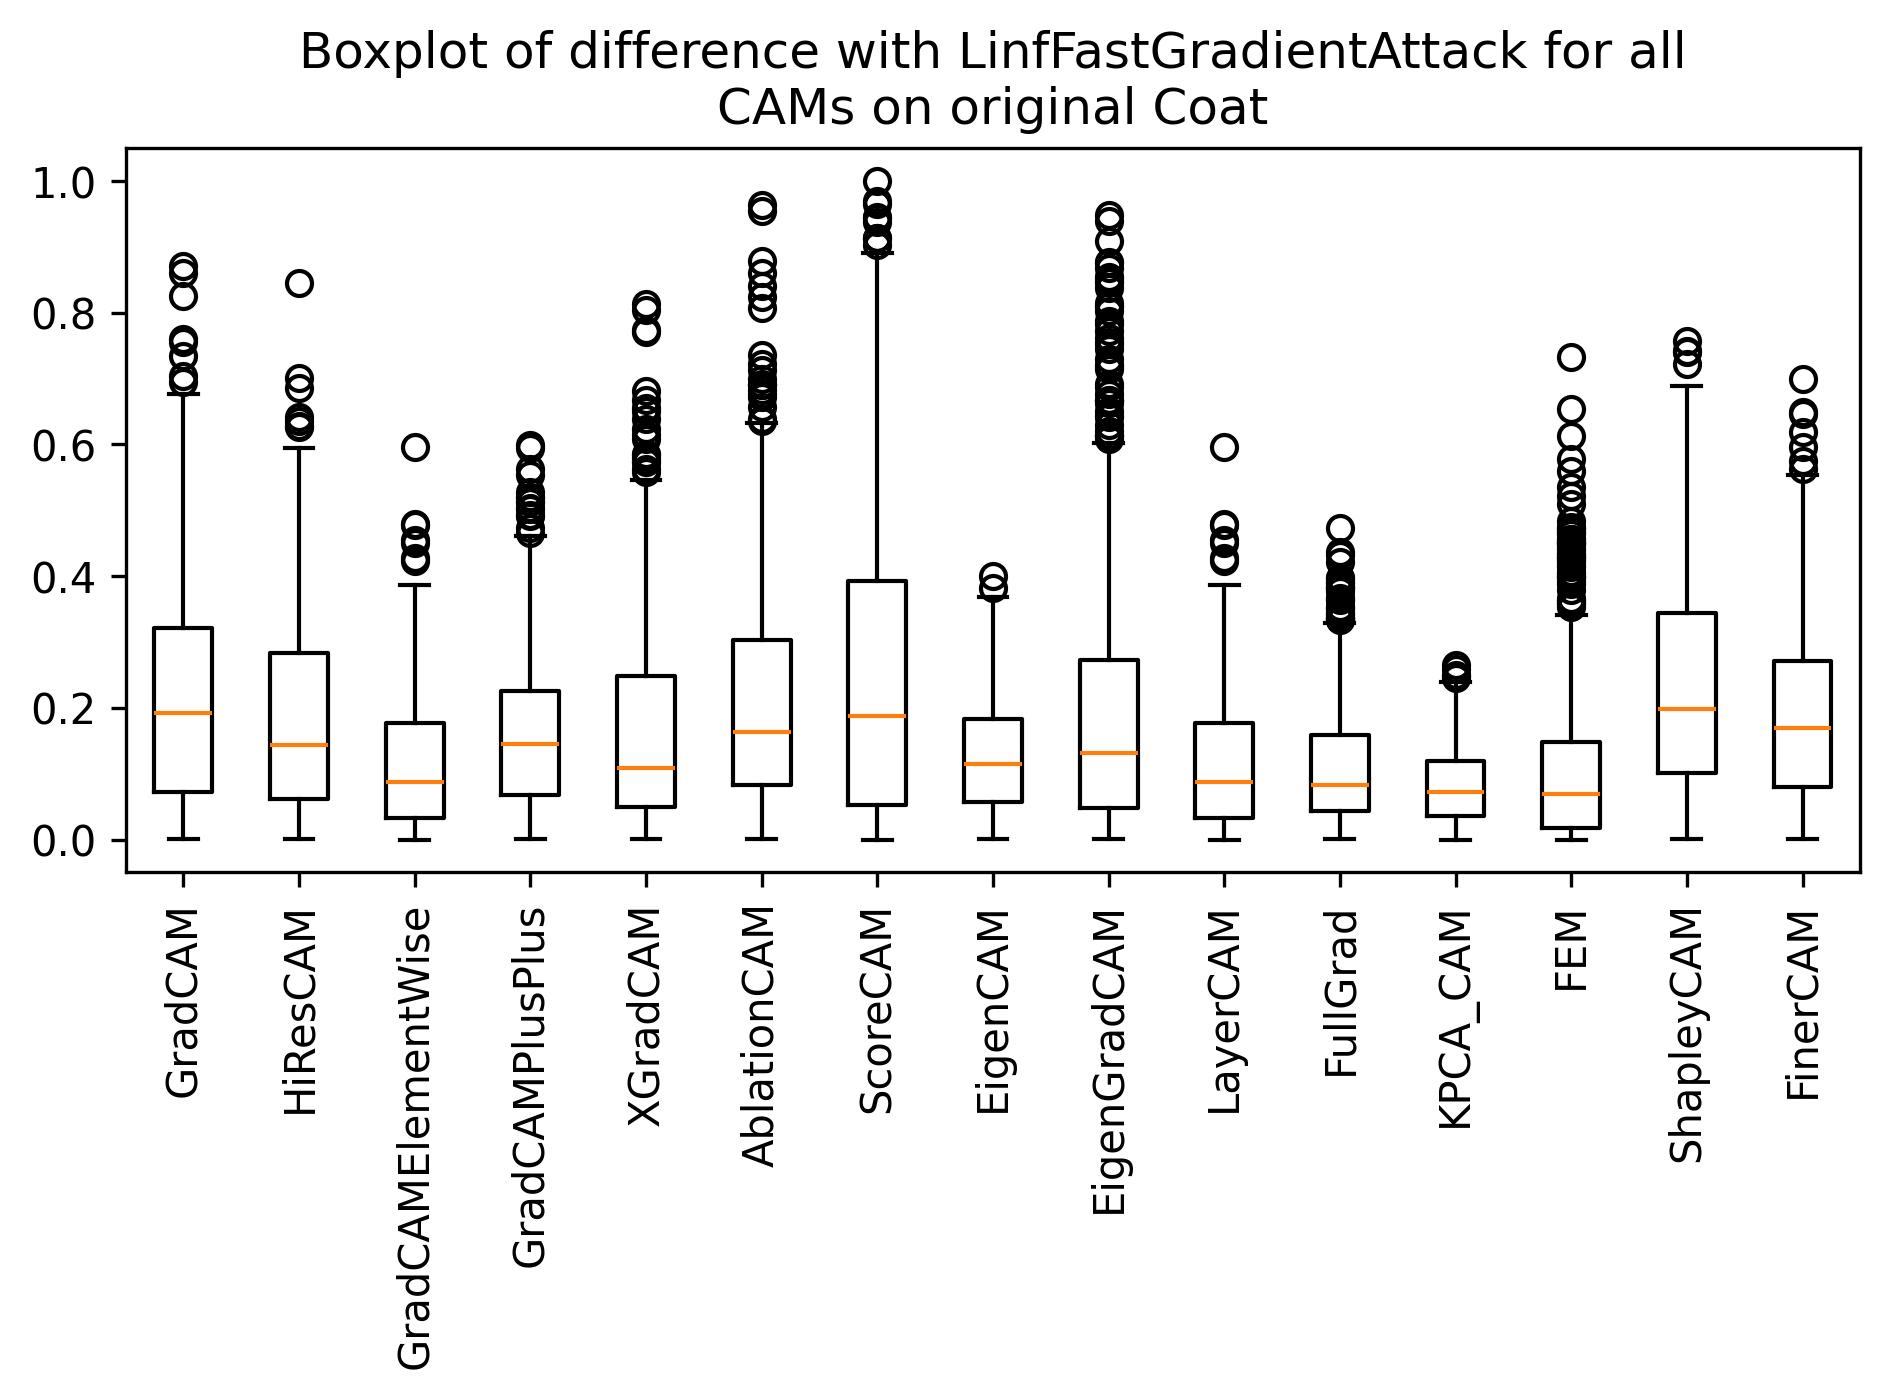 Boxplot of difference with LinfFastGradientAttack for all
CAMs on original Coat
1.0
0.8
0.6
0.4
0.2
0.0
GradCAM
HiResCAM
GradCAMElementWise
GradCAMPlusPlus
XGradCAM
AblationCAM
ScoreCAM
EigenCAM
EigenGradCAM
LayerCAM
FullGrad
KPCA_CAM
FEM
ShapleyCAM
FinerCAM